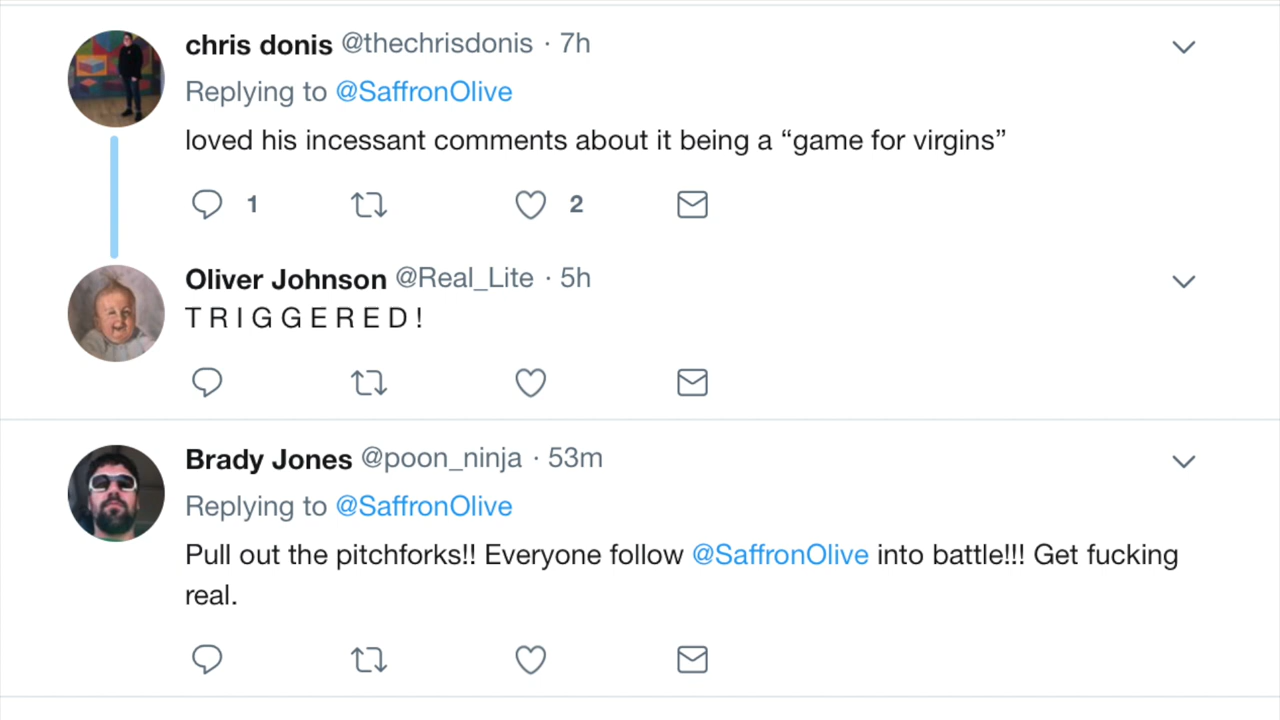 chris donis @thechrisdonis · 7h
Replying to @SaffronOlive
loved his incessant comments about it being a “game for virgins”
1 2
Oliver Johnson @Real_Lite · 5h
T R I G G E R E D !
Brady Jones @poon_ninja · 53m
Replying to @SaffronOlive
Pull out the pitchforks!! Everyone follow @SaffronOlive into battle!!! Get fucking
real.